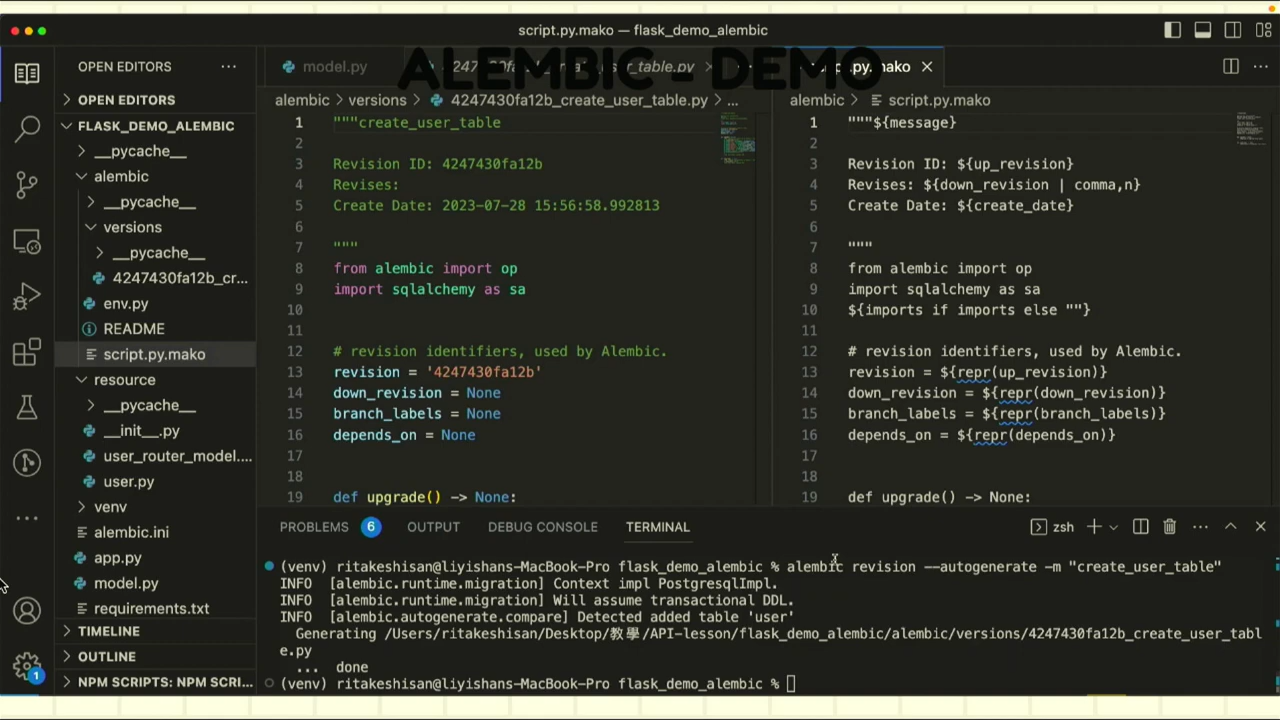 script.py.mako — flask_demo_alembic
ALEMBIC - DEMO
OPEN EDITORS
OPEN EDITORS
FLASK_DEMO_ALEMBIC
__pycache__
alembic
__pycache__
versions
__pycache__
4247430fa12b_cr...
env.py
README
script.py.mako
resource
__pycache__
__init__.py
user_router_model....
user.py
venv
alembic.ini
app.py
model.py
requirements.txt
TIMELINE
OUTLINE
NPM SCRIPTS: NPM SCRI...
1
model.py
4247430fa12b_create_user_table.py
script.py.mako
alembic > versions > 4247430fa12b_create_user_table.py > ...
1 """create_user_table
2
3 Revision ID: 4247430fa12b
4 Revises:
5 Create Date: 2023-07-28 15:56:58.992813
6
7 """
8 from alembic import op
9 import sqlalchemy as sa
10
11
12 # revision identifiers, used by Alembic.
13 revision = '4247430fa12b'
14 down_revision = None
15 branch_labels = None
16 depends_on = None
17
18
19 def upgrade() -> None:
alembic > script.py.mako
1 """${message}
2
3 Revision ID: ${up_revision}
4 Revises: ${down_revision | comma,n}
5 Create Date: ${create_date}
6
7 """
8 from alembic import op
9 import sqlalchemy as sa
10 ${imports if imports else ""}
11
12 # revision identifiers, used by Alembic.
13 revision = ${repr(up_revision)}
14 down_revision = ${repr(down_revision)}
15 branch_labels = ${repr(branch_labels)}
16 depends_on = ${repr(depends_on)}
17
18
19 def upgrade() -> None:
PROBLEMS 6 OUTPUT DEBUG CONSOLE TERMINAL zsh
(venv) ritakeshisan@liyishans-MacBook-Pro flask_demo_alembic % alembic revision --autogenerate -m "create_user_table"
INFO [alembic.runtime.migration] Context impl PostgresqlImpl.
INFO [alembic.runtime.migration] Will assume transactional DDL.
INFO [alembic.autogenerate.compare] Detected added table 'user'
Generating /Users/ritakeshisan/Desktop/教學/API-lesson/flask_demo_alembic/alembic/versions/4247430fa12b_create_user_tabl
e.py
... done
(venv) ritakeshisan@liyishans-MacBook-Pro flask_demo_alembic %